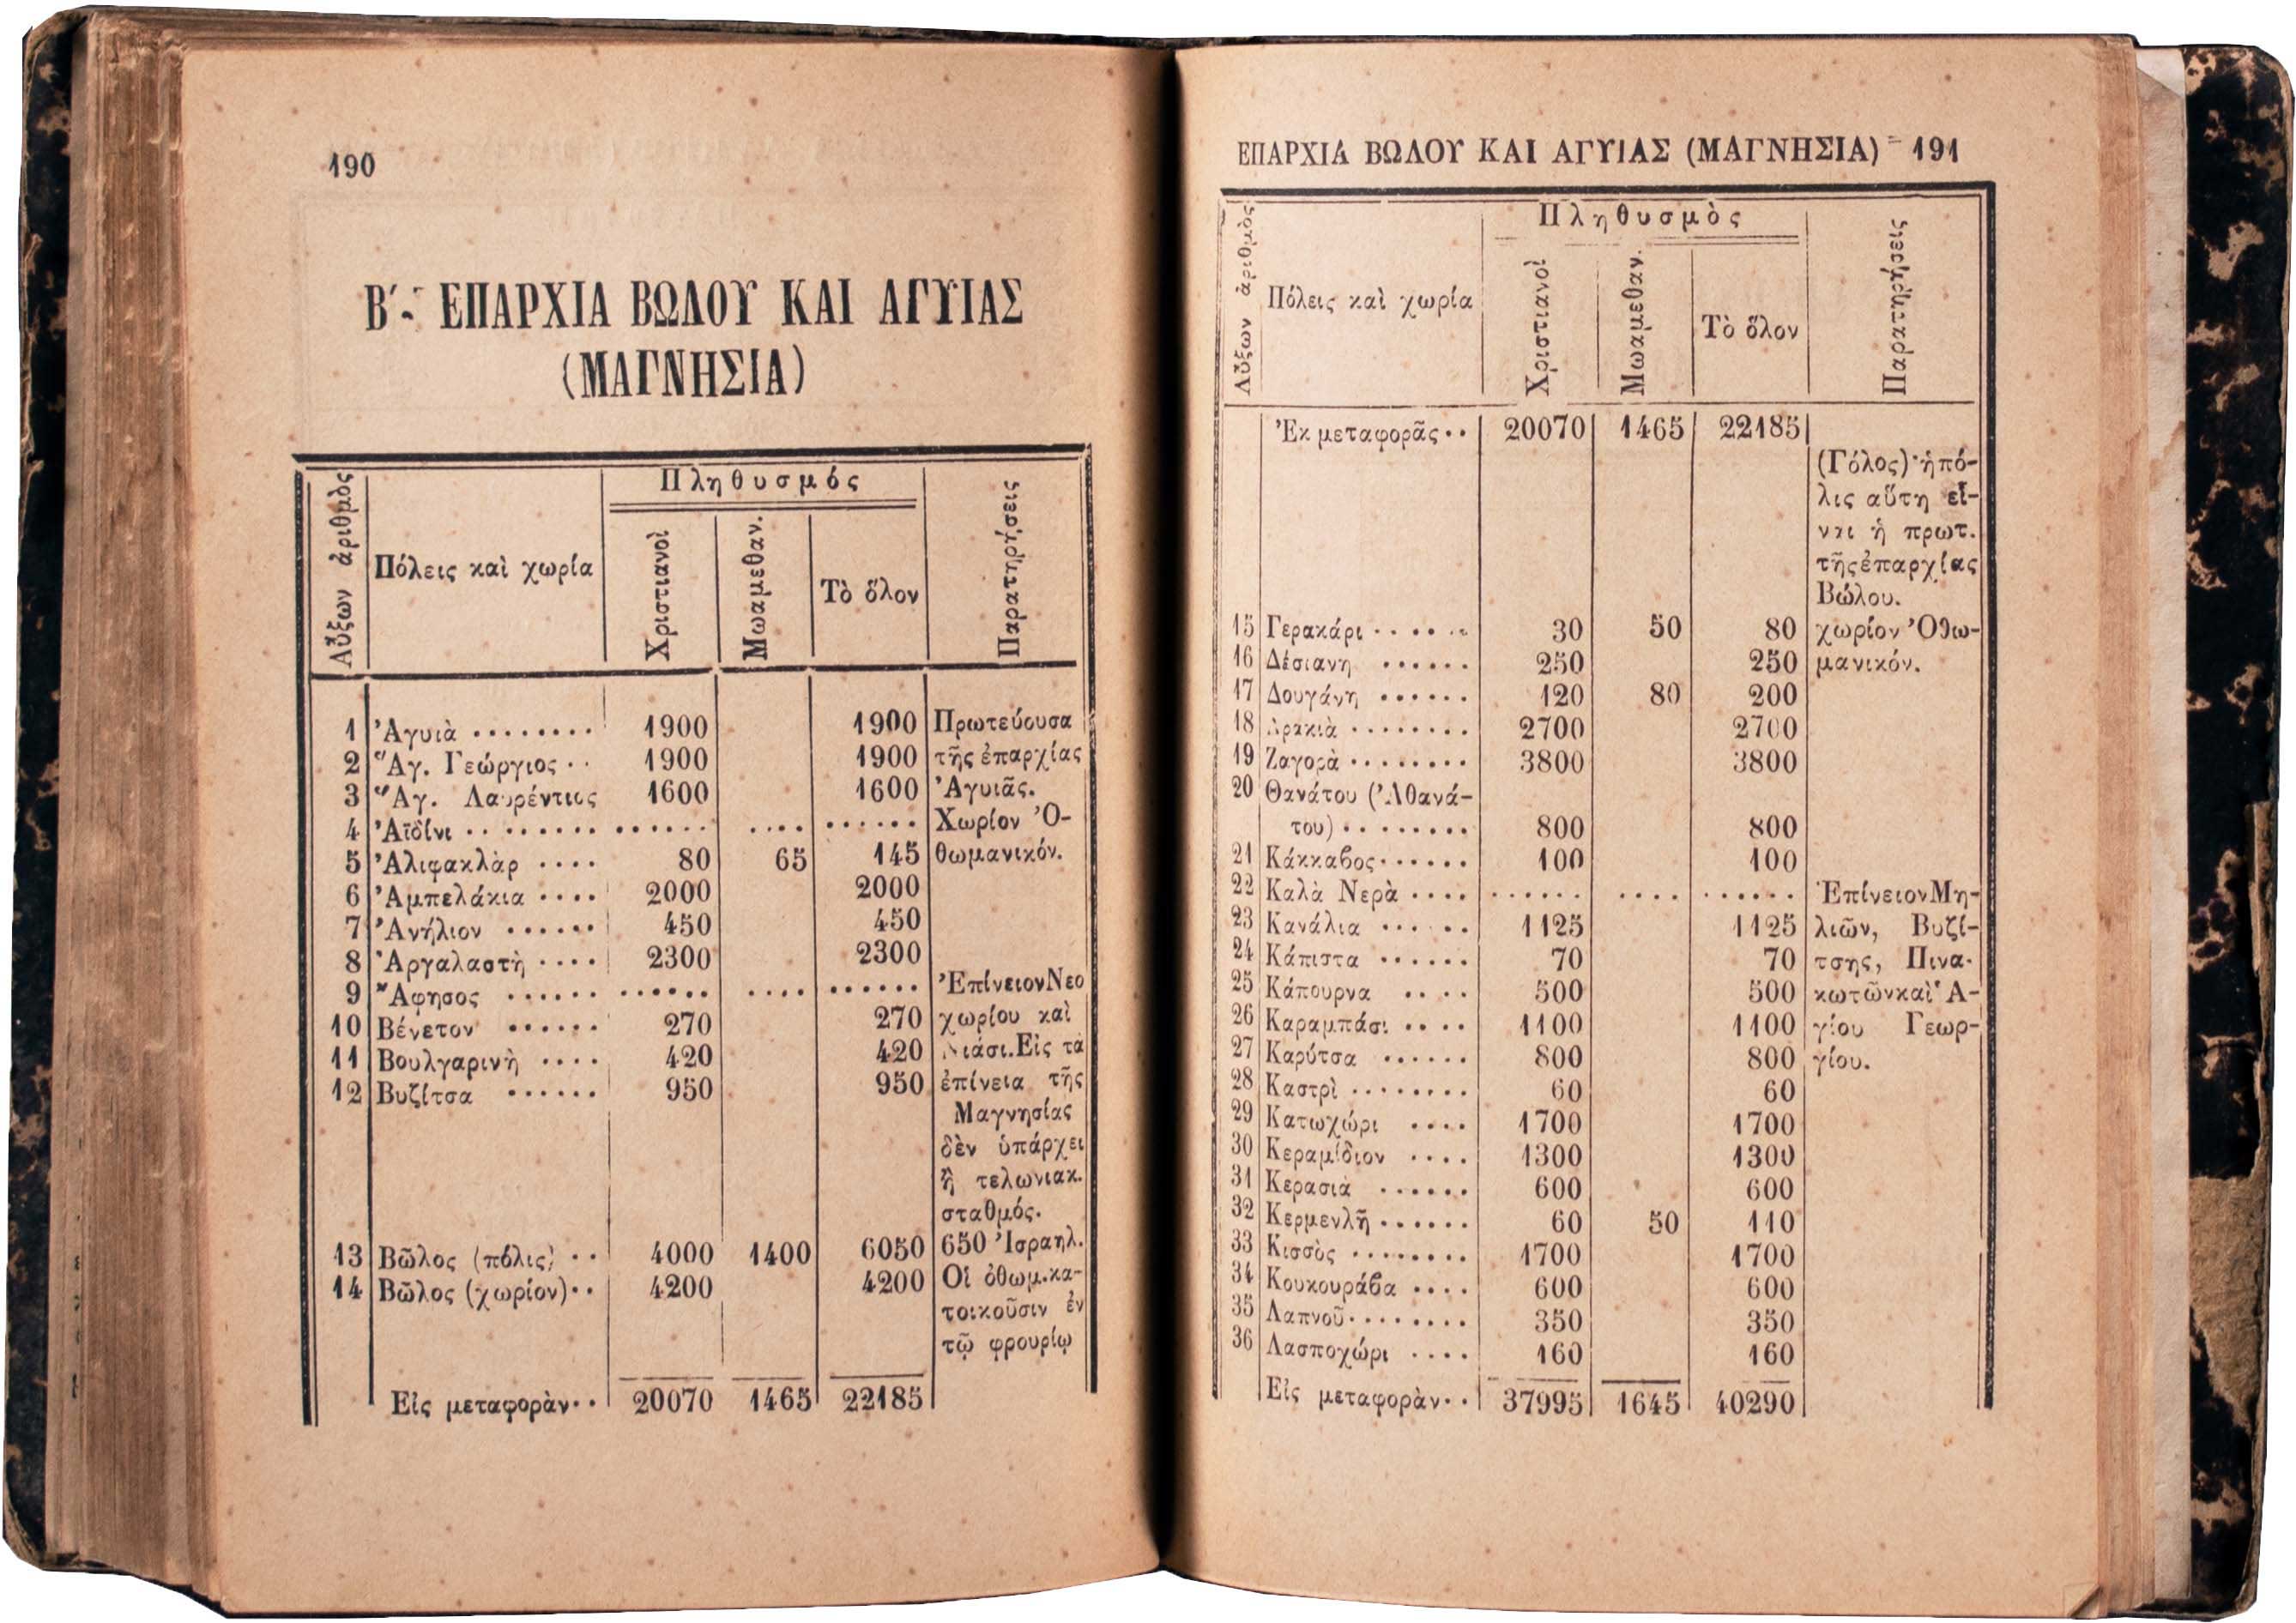 190
Β΄- ΕΠΑΡΧΙΑ ΒΩΛΟΥ ΚΑΙ ΑΓΥΙΑΣ
(ΜΑΓΝΗΣΙΑ)
Αὔξων ἀριθμὸς Πόλεις καὶ χωρία Πληθυσμός Παρατηρήσεις
Χριστιανοὶ Μωαμεθαν. Τὸ ὅλον
1 Ἀγυιὰ ........ 1900 1900 Πρωτεύουσα
2 Ἅγ. Γεώργιος .. 1900 1900 τῆς ἐπαρχίας
3 Ἅγ. Λαυρέντιος 1600 1600 Ἀγυιᾶς.
4 Ἀϊδίνι ........ ...... .... ...... Χωρίον Ὀ-
5 Ἀλιφακλὰρ .... 80 65 145 θωμανικόν.
6 Ἀμπελάκια .... 2000 2000
7 Ἀνήλιον ...... 450 450
8 Ἀργαλαστὴ .... 2300 2300
9 Ἄφησος ...... ...... .... ...... Ἐπίνειον Νεο
10 Βένετον ...... 270 270 χωρίου καὶ
11 Βουλγαρινὴ .... 420 420 Εἰς τὰ
12 Βυζίτσα ...... 950 950 ἐπίνεια τῆς
Μαγνησίας
δὲν ὑπάρχει
ἢ τελωνιακ.
σταθμός.
13 Βῶλος (πόλις) .. 4000 1400 6050 650 Ἰσραηλ.
14 Βῶλος (χωρίον) .. 4200 4200 Οἱ ὀθωμ. κα-
τοικοῦσιν ἐν
τῷ φρουρίῳ
Εἰς μεταφορὰν .. 20070 1465 22185
ΕΠΑΡΧΙΑ ΒΩΛΟΥ ΚΑΙ ΑΓΥΙΑΣ (ΜΑΓΝΗΣΙΑ) 191
Αὔξων ἀριθμὸς Πόλεις καὶ χωρία Πληθυσμὸς Παρατηρήσεις
Χριστιανοὶ Μωαμεθαν. Τὸ ὅλον
Ἐκ μεταφορᾶς .. 20070 1465 22185
(Γόλος) ἡ πό-
λις αὕτη εἶ-
ναι ἡ πρωτ.
τῆς ἐπαρχίας
Βώλου.
15 Γερακάρι ...... 30 50 80 χωρίον Ὀθω-
16 Δέσιανη ...... 250 250 μανικόν.
17 Δουγάνη ...... 120 80 200
18 Δρακιὰ ........ 2700 2700
19 Ζαγορὰ ........ 3800 3800
20 Θανάτου (Ἀθανά-
του) ........ 800 800
21 Κάκκαβος ...... 100 100
22 Καλὰ Νερὰ .... ...... .... ...... Ἐπίνειον Μη-
23 Κανάλια ...... 1125 1125 λιῶν, Βυζί-
24 Κάπιστα ...... 70 70 τσης, Πινα-
25 Κάπουρνα .... 500 500 κωτῶν καὶ Ἁ-
26 Καραμπάσι .... 1100 1100 γίου Γεωρ-
27 Καρύτσα ...... 800 800 γίου.
28 Καστρὶ ........ 60 60
29 Κατωχώρι .... 1700 1700
30 Κεραμίδιον .... 1300 1300
31 Κερασιὰ ...... 600 600
32 Κερμενλῆ ...... 60 50 110
33 Κισσὸς ........ 1700 1700
34 Κουκουράβα .... 600 600
35 Λαπνοῦ ........ 350 350
36 Λασποχώρι .... 160 160
Εἰς μεταφορὰν .. 37995 1645 40290